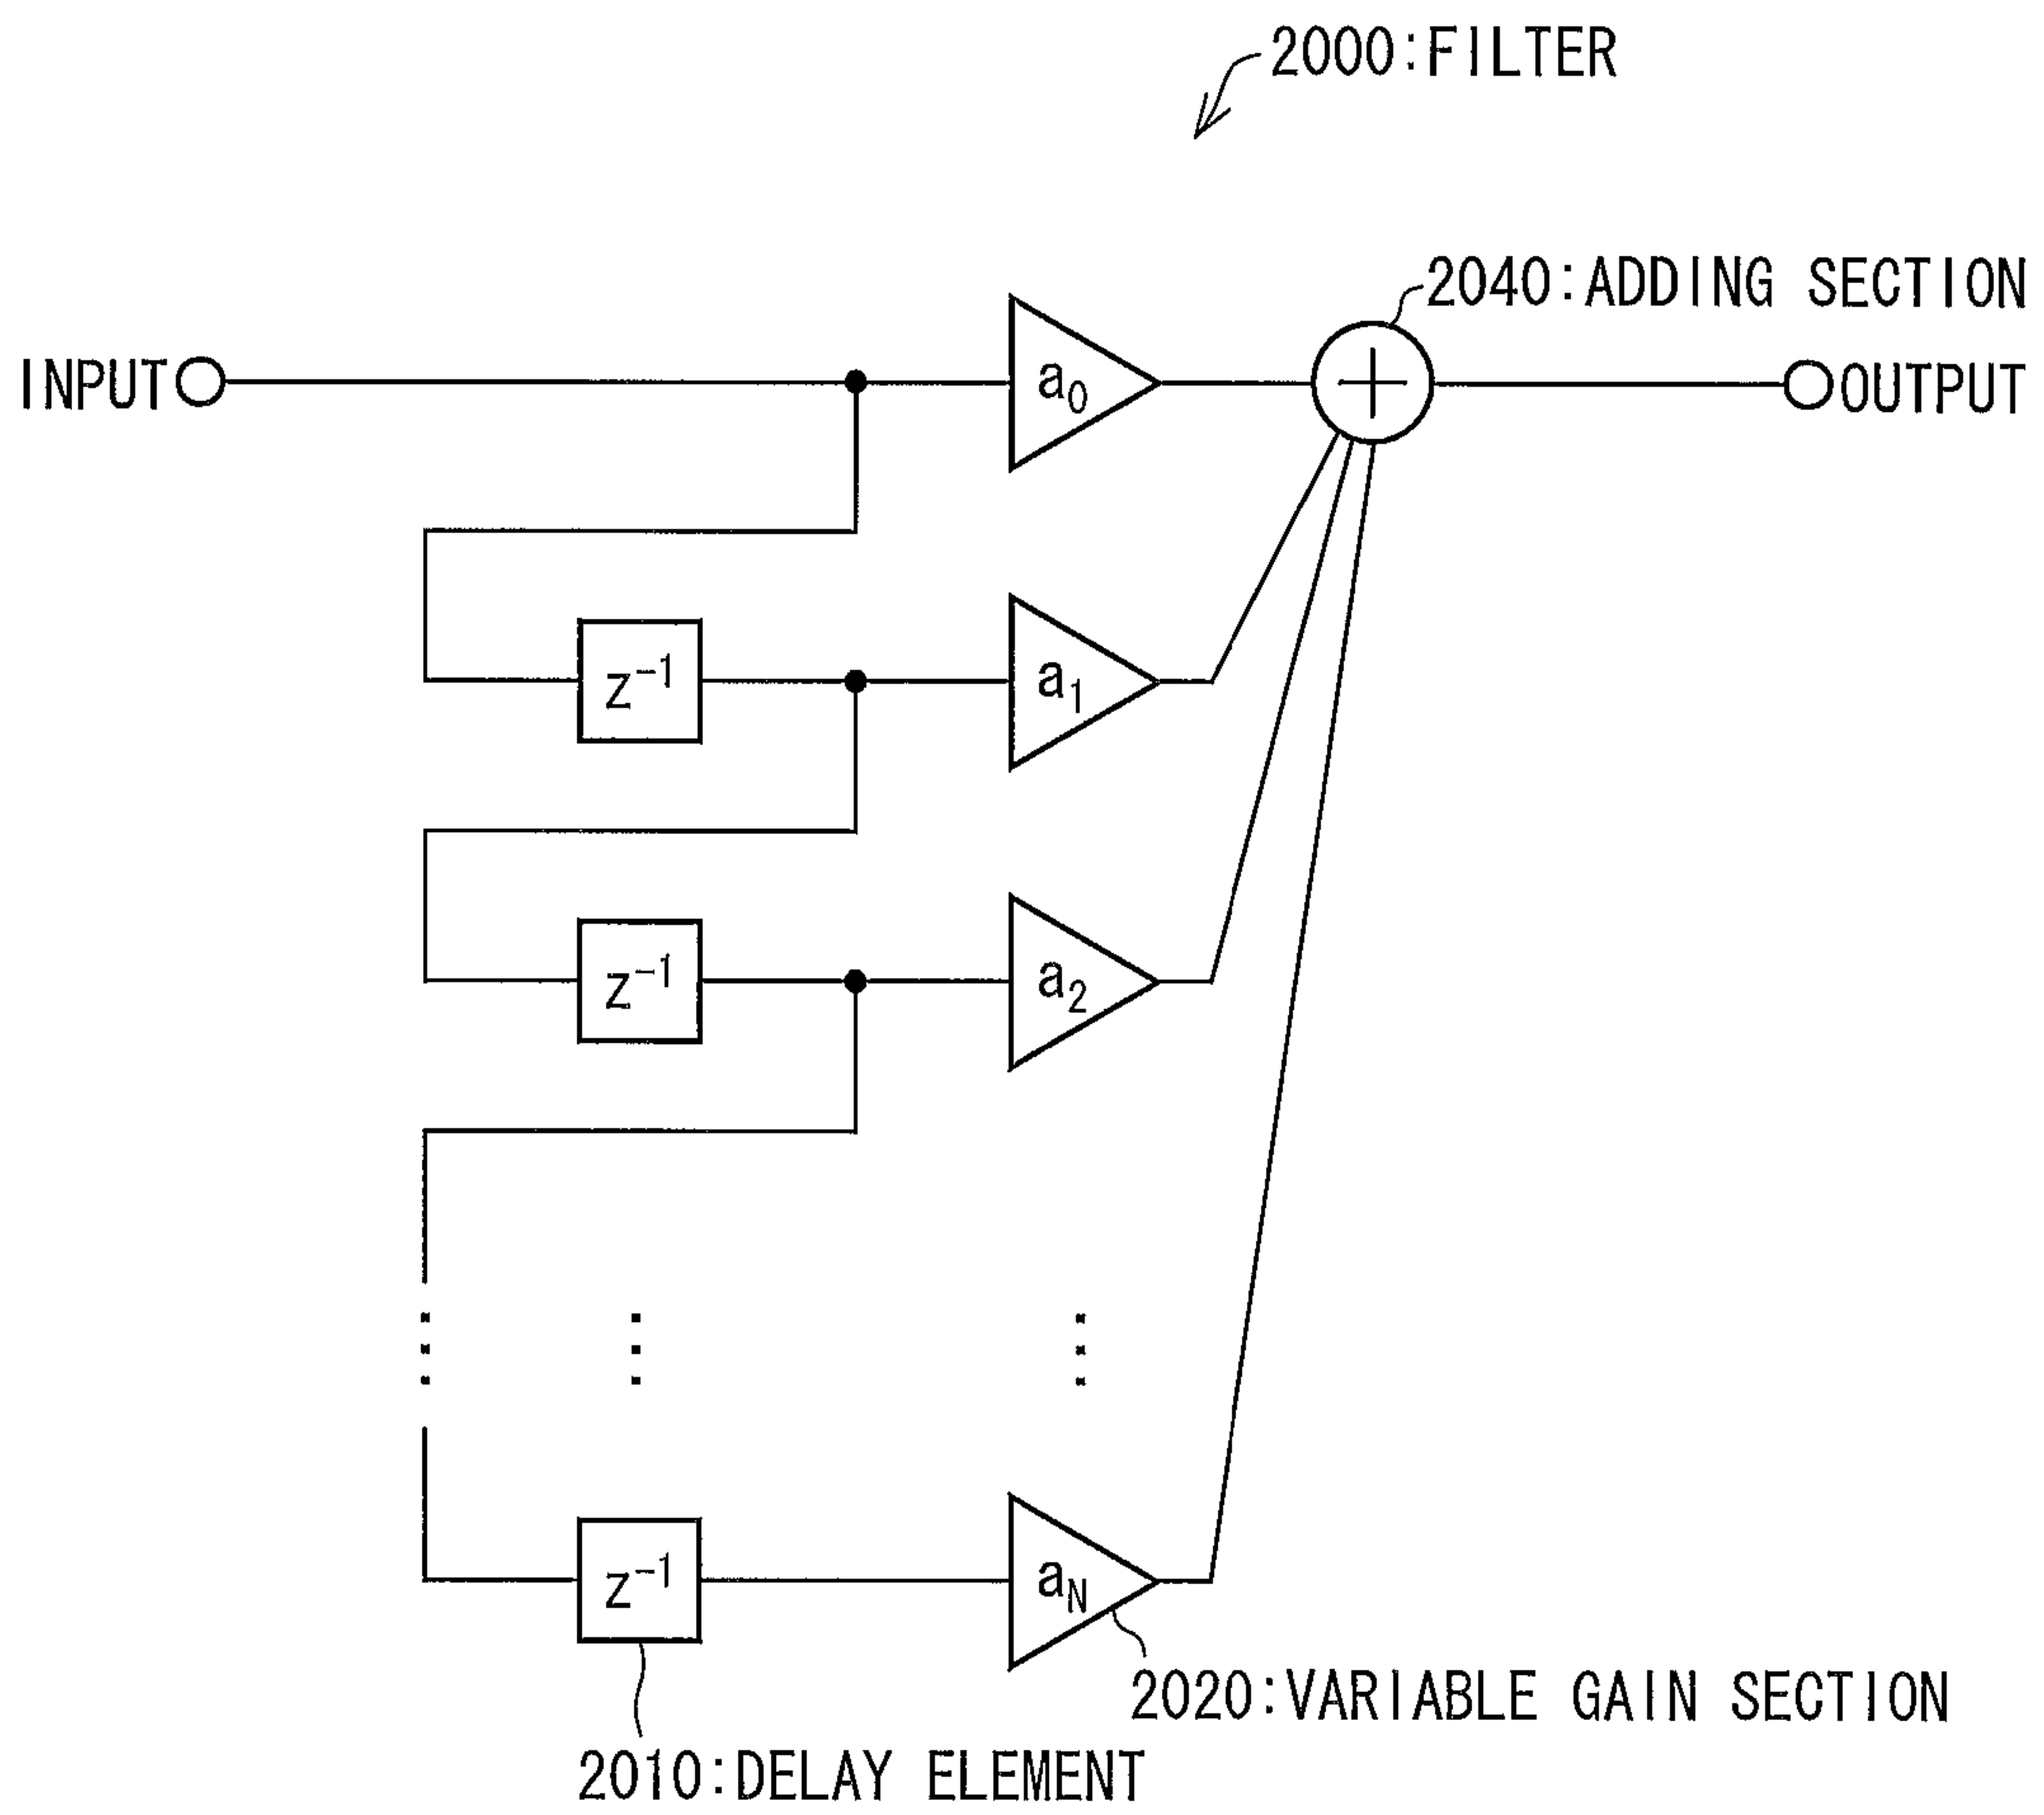 2000:FILTER
2040:ADDING SECTION
INPUT
a₀
+
OUTPUT
z⁻¹
a₁
z⁻¹
a₂
z⁻¹
a_N
2020:VARIABLE GAIN SECTION
2010:DELAY ELEMENT